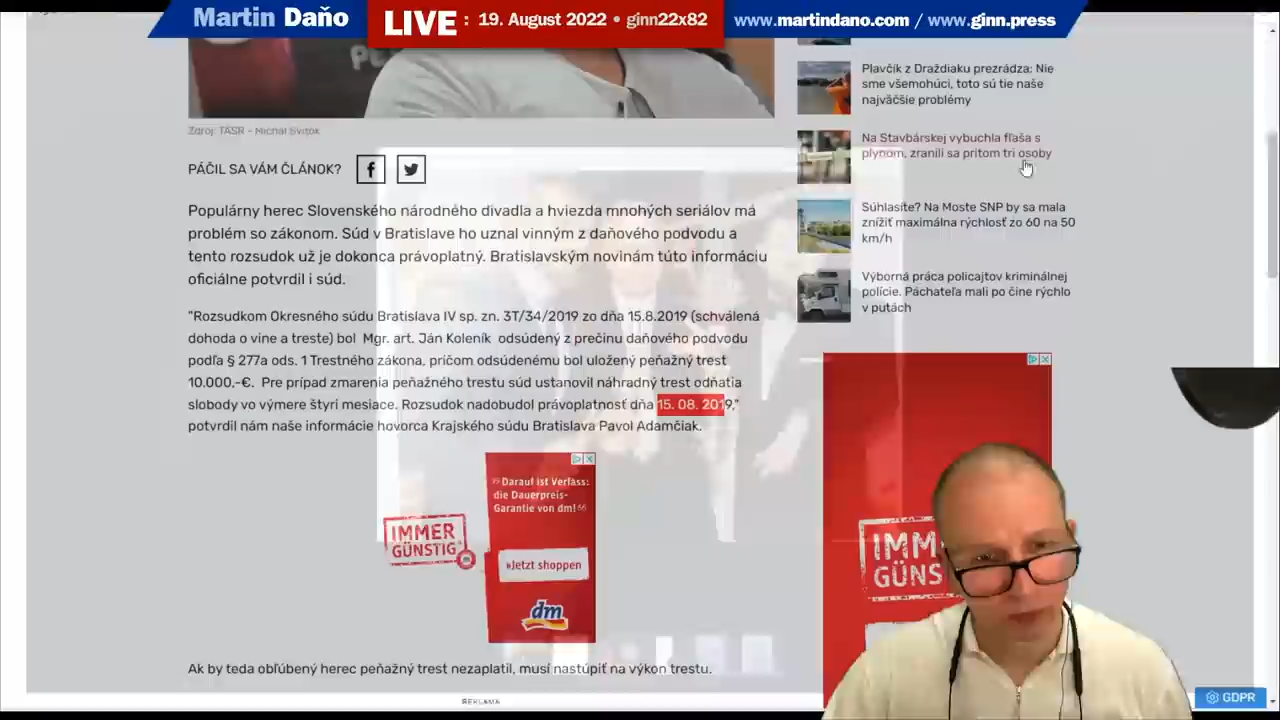 Martin Daňo
LIVE: 19. August 2022 • ginn22x82
www.martindano.com / www.ginn.press
Zdroj: TASR - Michal Svítok
PÁČIL SA VÁM ČLÁNOK?
Populárny herec Slovenského národného divadla a hviezda mnohých seriálov má
problém so zákonom. Súd v Bratislave ho uznal vinným z daňového podvodu a
tento rozsudok už je dokonca právoplatný. Bratislavským novinám túto informáciu
oficiálne potvrdil i súd.
"Rozsudkom Okresného súdu Bratislava IV sp. zn. 3T/34/2019 zo dňa 15.8.2019 (schválená
dohoda o vine a treste) bol Mgr. art. Ján Koleník odsúdený z prečinu daňového podvodu
podľa § 277a ods. 1 Trestného zákona, pričom odsúdenému bol uložený peňažný trest
10.000,-€. Pre prípad zmarenia peňažného trestu súd ustanovil náhradný trest odňatia
slobody vo výmere štyri mesiace. Rozsudok nadobudol právoplatnosť dňa 15. 08. 2019,"
potvrdil nám naše informácie hovorca Krajského súdu Bratislava Pavol Adamčiak.
IMMER
GÜNSTIG
»Darauf ist Verlass:
die Dauerpreis-
Garantie von dm!«
»Jetzt shoppen
dm
Ak by teda obľúbený herec peňažný trest nezaplatil, musí nastúpiť na výkon trestu.
REKLAMA
Plavčík z Draždiaku prezrádza: Nie
sme všemohúci, toto sú tie naše
najväčšie problémy
Na Stavbárskej vybuchla fľaša s
plynom, zranili sa pritom tri osoby
Súhlasíte? Na Moste SNP by sa mala
znížiť maximálna rýchlosť zo 60 na 50
km/h
Výborná práca policajtov kriminálnej
polície. Páchateľa mali po čine rýchlo
v putách
IMM
GÜNS
GDPR